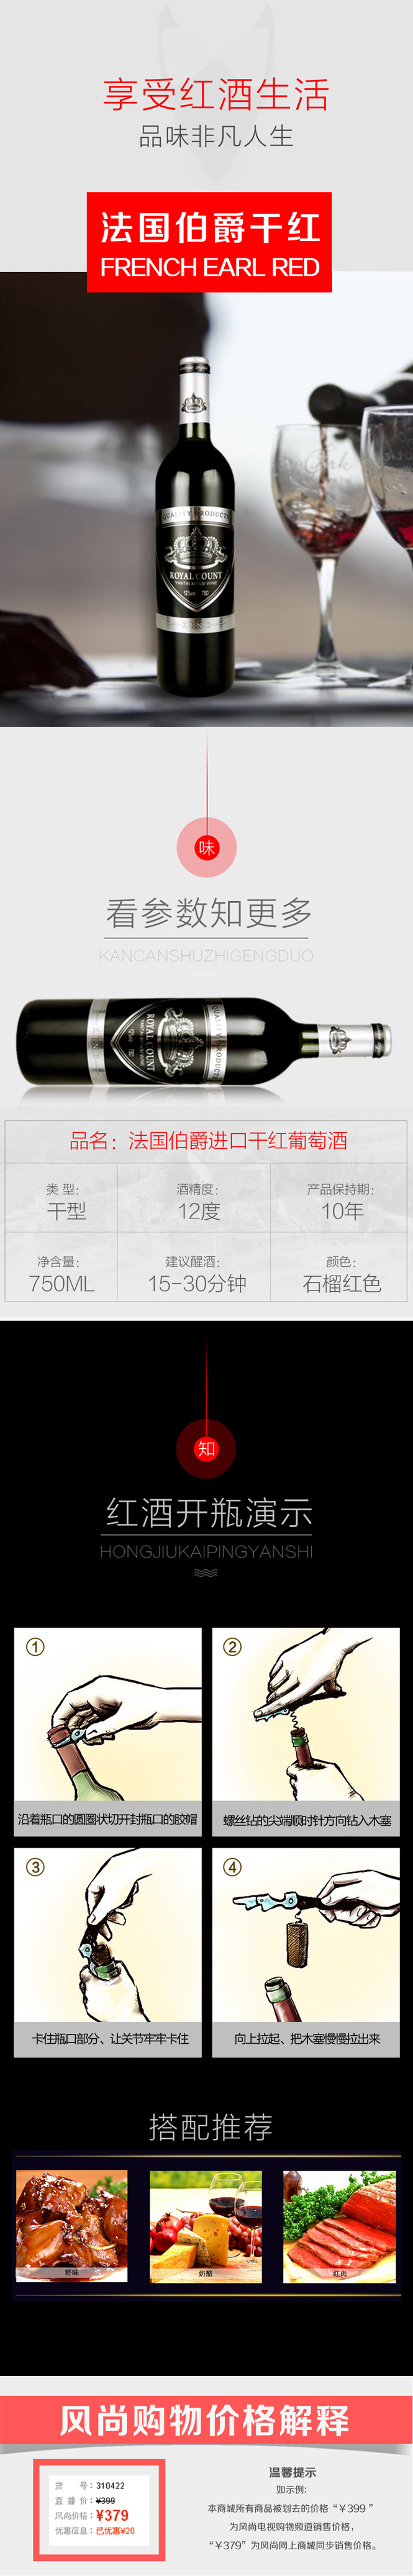 享受红酒生活
品味非凡人生
法国伯爵干红
FRENCH EARL RED
QUALITY PRODUCTS
ROYAL COUNT
12%vol 750
味
看参数知更多
KANCANSHUZHIGENGDUO
QUALITY PRODUCTS
ROYAL COUNT
品名：法国伯爵进口干红葡萄酒
类 型： 酒精度： 产品保持期：
干型 12度 10年
净含量： 建议醒酒： 颜色：
750ML 15-30分钟 石榴红色
知
红酒开瓶演示
HONGJIUKAIPINGYANSHI
① ②
沿着瓶口的圆圈状切开封瓶口的胶帽 螺丝钻的尖端顺时针方向钻入木塞
③ ④
卡住瓶口部分、让关节牢牢卡住 向上拉起、把木塞慢慢拉出来
搭配推荐
野味 奶酪 红肉
风尚购物价格解释
货 号：310422
直 播 价：¥399
风尚价格：¥379
优惠信息：已优惠¥20
温馨提示
如示例:
本商城所有商品被划去的价格“￥399 ”
为风尚电视购物频道销售价格，
“￥379”为风尚网上商城同步销售价格。